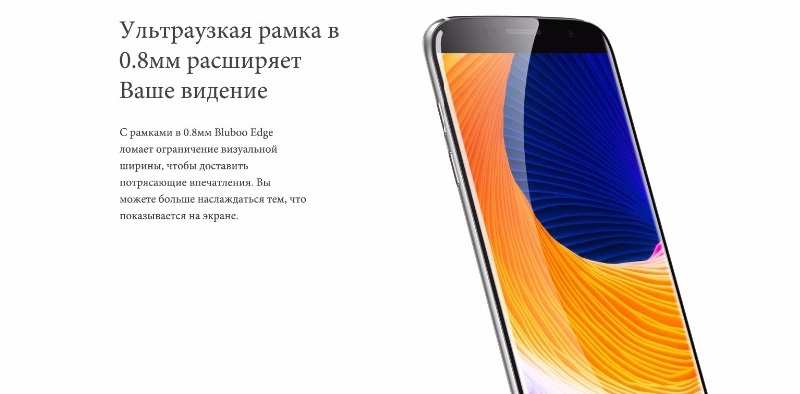 Ультраузкая рамка в
0.8мм расширяет
Ваше видение
С рамками в 0.8мм Bluboo Edge
ломает ограничение визуальной
ширины, чтобы доставить
потрясающие впечатления. Вы
можете больше наслаждаться тем, что
показывается на экране.